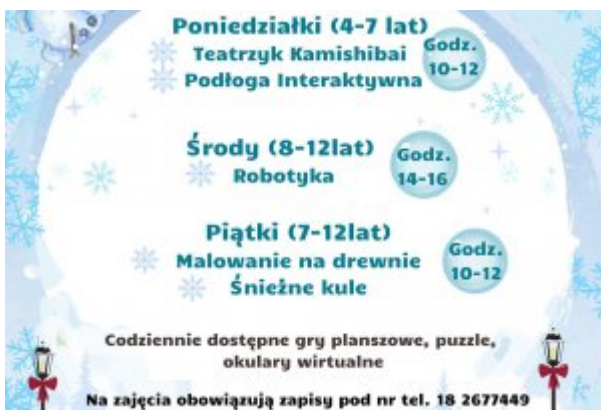 Poniedziałki (4-7 lat)
Teatrzyk Kamishibai
Podłoga Interaktywna
Godz.
10-12
Środy (8-12lat)
Robotyka
Godz.
14-16
Piątki (7-12lat)
Malowanie na drewnie
Śnieżne kule
Godz.
10-12
Codziennie dostępne gry planszowe, puzzle,
okulary wirtualne
Na zajęcia obowiązują zapisy pod nr tel. 18 2677449